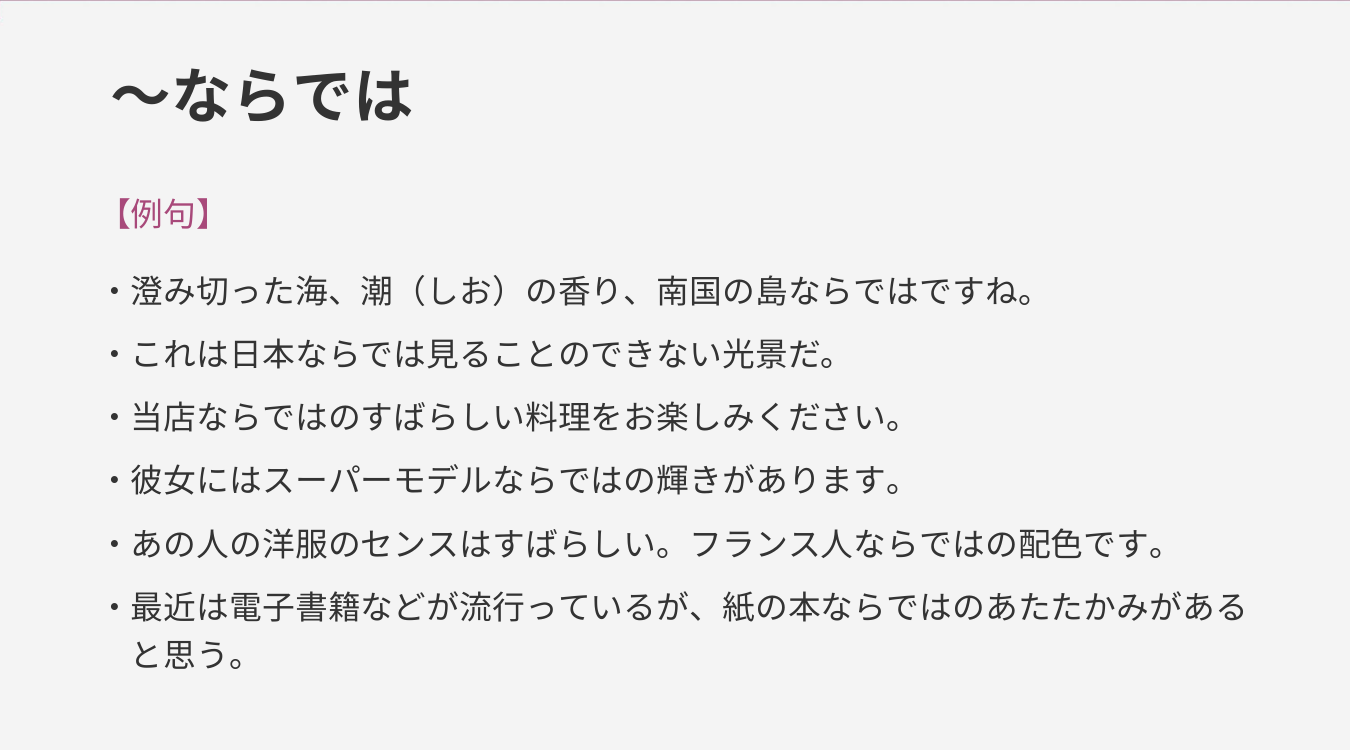 ～ならでは
【例句】
・澄み切った海、潮（しお）の香り、南国の島ならではですね。
・これは日本ならでは見ることのできない光景だ。
・当店ならではのすばらしい料理をお楽しみください。
・彼女にはスーパーモデルならではの輝きがあります。
・あの人の洋服のセンスはすばらしい。フランス人ならではの配色です。
・最近は電子書籍などが流行っているが、紙の本ならではのあたたかみがある
と思う。